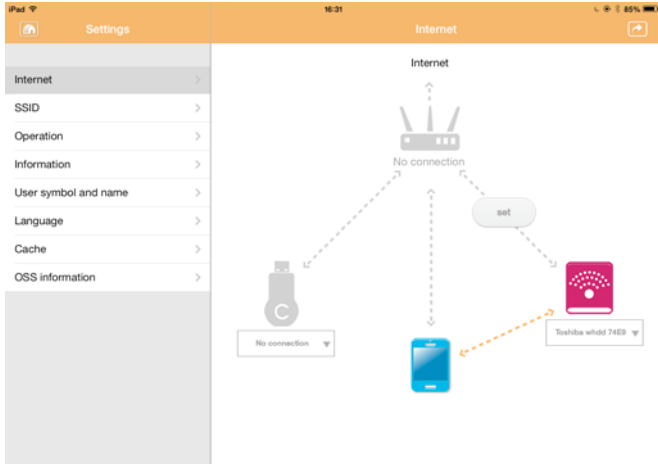 iPad 16:31 85%
Settings
Internet
Internet
SSID
Operation
Information
User symbol and name
Language
Cache
OSS information
Internet
No connection
set
C
No connection
Toshiba whdd 74E9